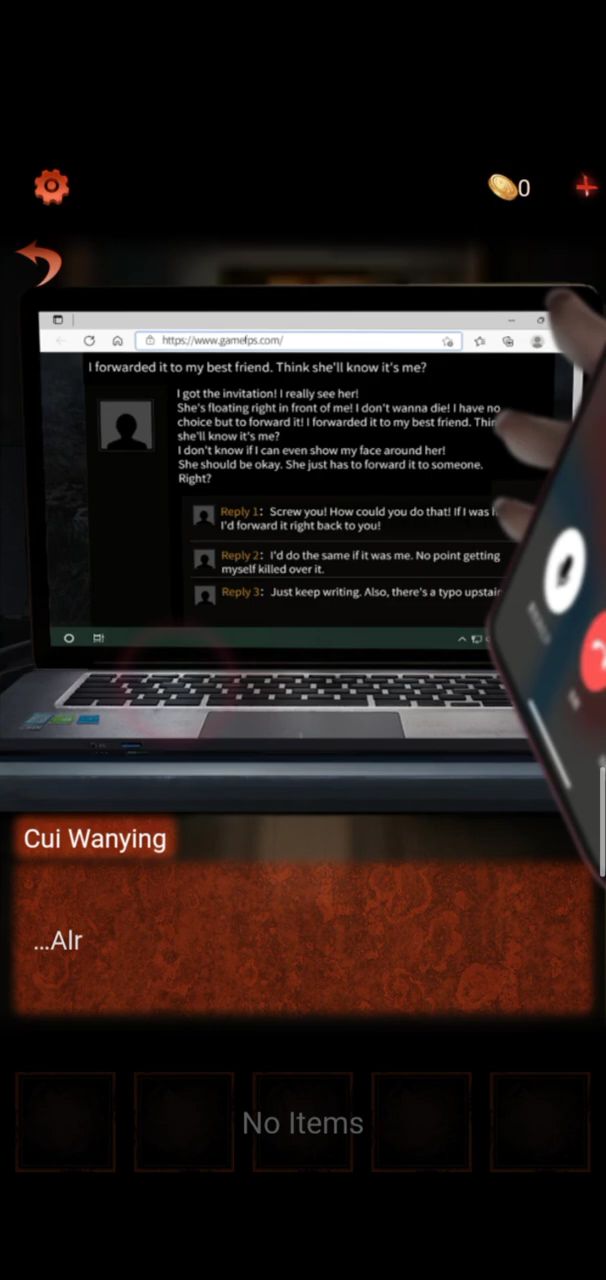 0
https://www.gamefps.com/
I forwarded it to my best friend. Think she'll know it's me?
I got the invitation! I really see her!
She's floating right in front of me! I don't wanna die! I have no
choice but to forward it! I forwarded it to my best friend. Thin
she'll know it's me?
I don't know if I can even show my face around her!
She should be okay. She just has to forward it to someone.
Right?
Reply 1: Screw you! How could you do that! If I was
I'd forward it right back to you!
Reply 2: I'd do the same if it was me. No point getting
myself killed over it.
Reply 3: Just keep writing. Also, there's a typo upstair
Cui Wanying
...Alr
No Items